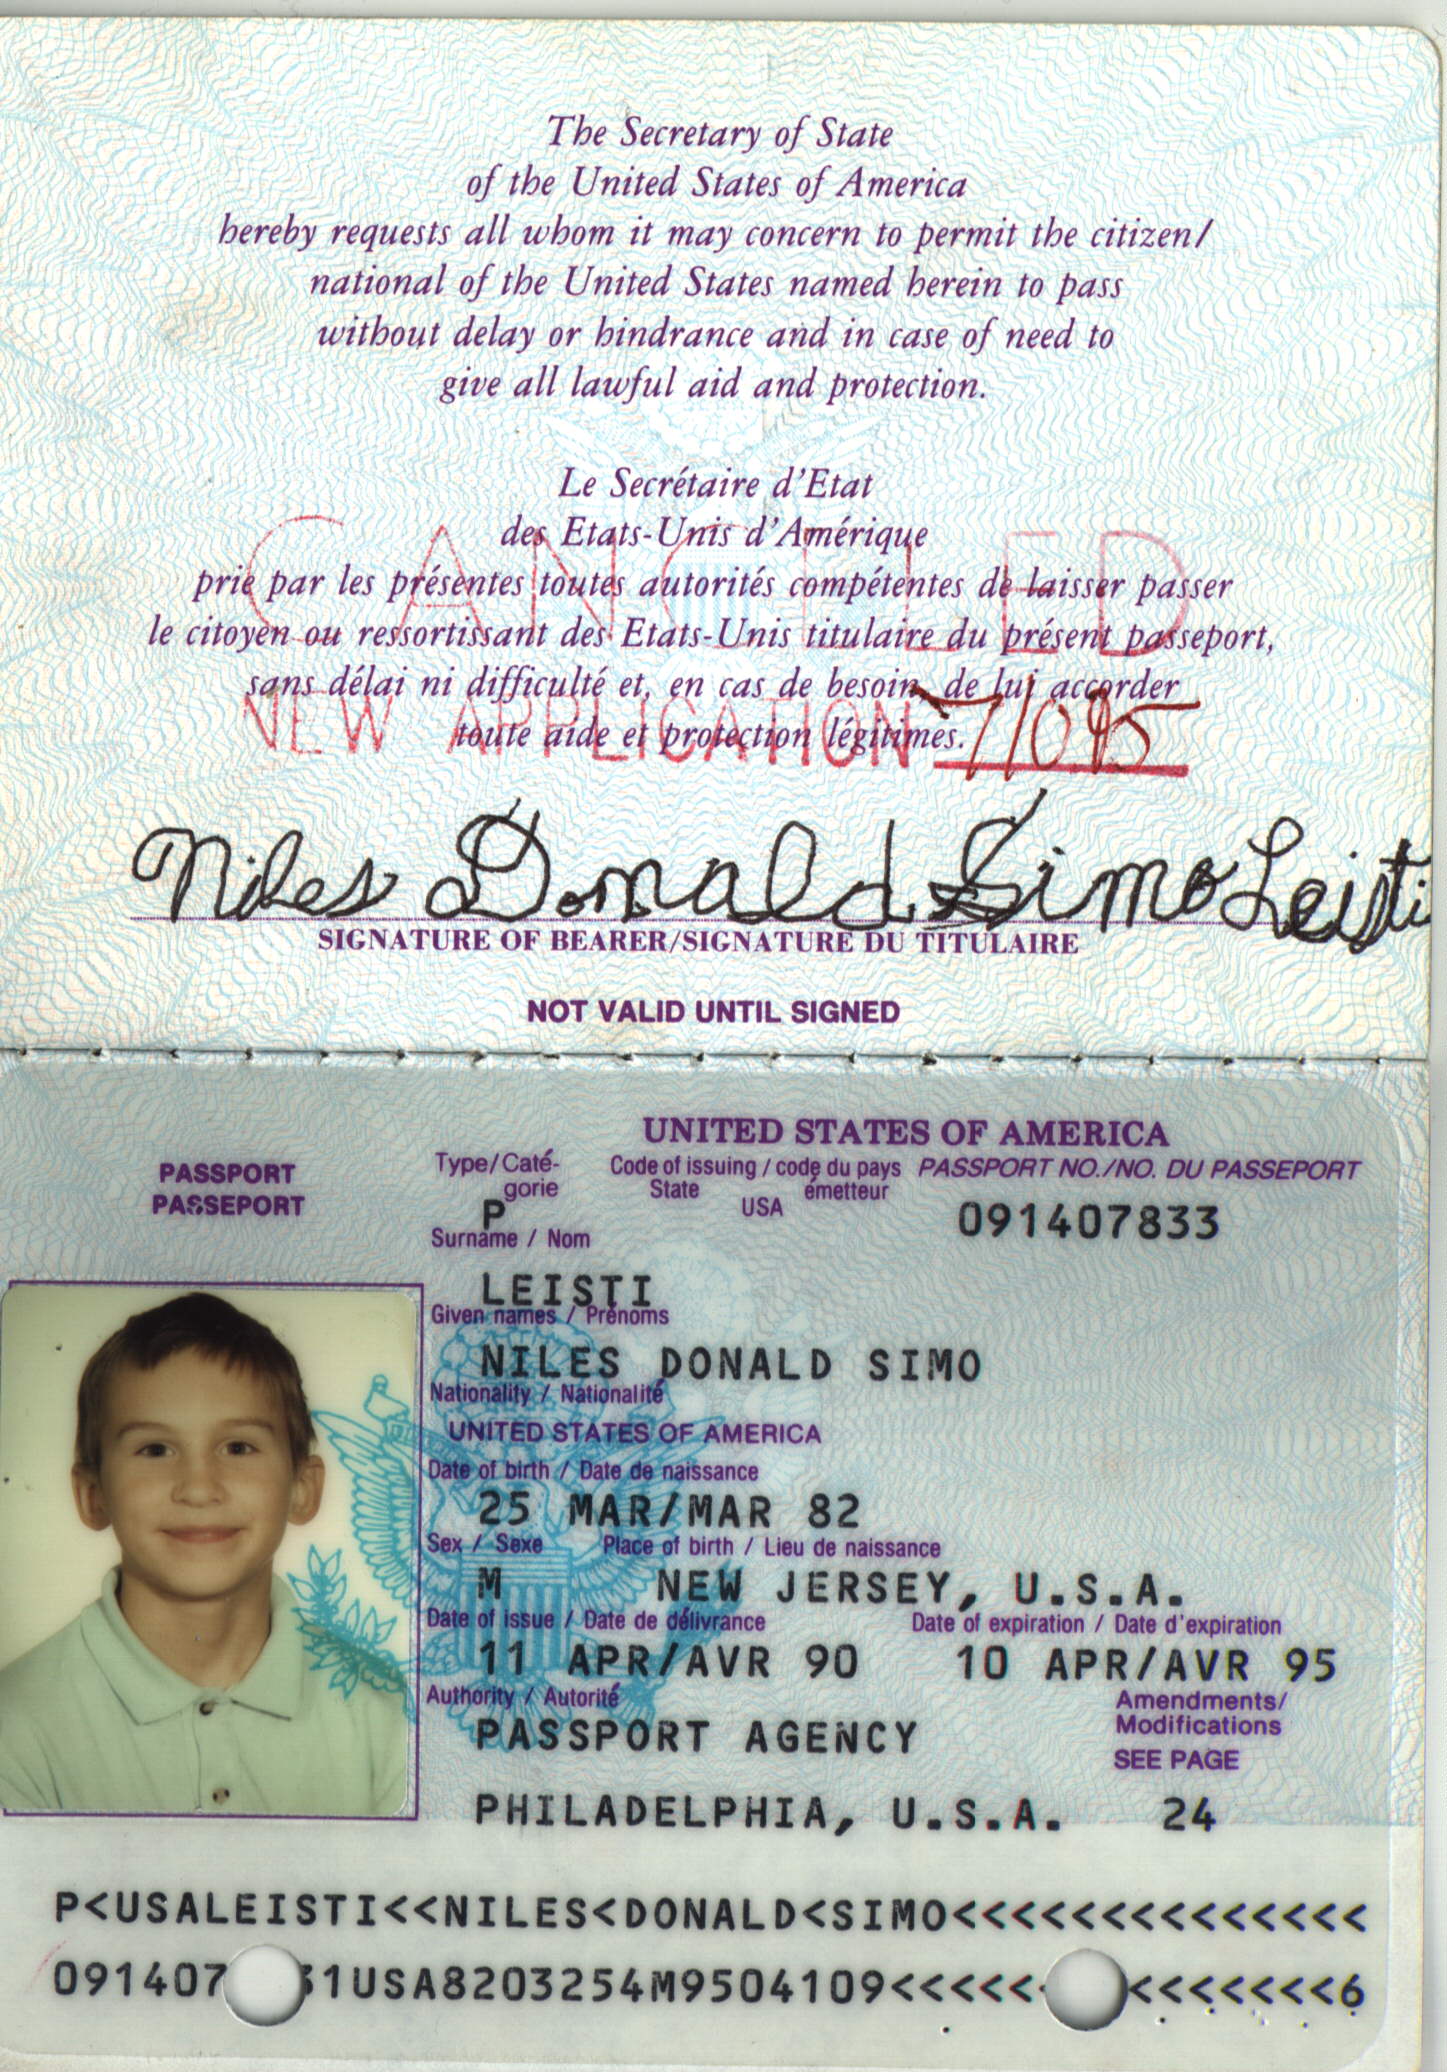 The Secretary of State
of the United States of America
hereby requests all whom it may concern to permit the citizen/
national of the United States named herein to pass
without delay or hindrance and in case of need to
give all lawful aid and protection.
Le Secrétaire d'Etat
des Etats-Unis d'Amérique
prie par les présentes toutes autorités compétentes de laisser passer
le citoyen ou ressortissant des Etats-Unis titulaire du présent passeport,
sans délai ni difficulté et, en cas de besoin, de lui accorder
toute aide et protection légitimes.
CANCELLED
NEW APPLICATION
Niles Donald Simo Leisti
SIGNATURE OF BEARER/SIGNATURE DU TITULAIRE
NOT VALID UNTIL SIGNED
UNITED STATES OF AMERICA
PASSPORT
PASSEPORT
Type/Caté-
gorie
P
Code of issuing / code du pays
State USA émetteur
PASSPORT NO./NO. DU PASSEPORT
091407833
Surname / Nom
LEISTI
Given names / Prénoms
NILES DONALD SIMO
Nationality / Nationalité
UNITED STATES OF AMERICA
Date of birth / Date de naissance
25 MAR/MAR 82
Sex / Sexe Place of birth / Lieu de naissance
M NEW JERSEY, U.S.A.
Date of issue / Date de délivrance Date of expiration / Date d'expiration
11 APR/AVR 90 10 APR/AVR 95
Authority / Autorité
PASSPORT AGENCY
PHILADELPHIA, U.S.A.
Amendments/
Modifications
SEE PAGE
24
P<USALEISTI<<NILES<DONALD<SIMO<<<<<<<<<<<<<<
091407 31USA8203254M9504109<<<<< <<<<<<<6